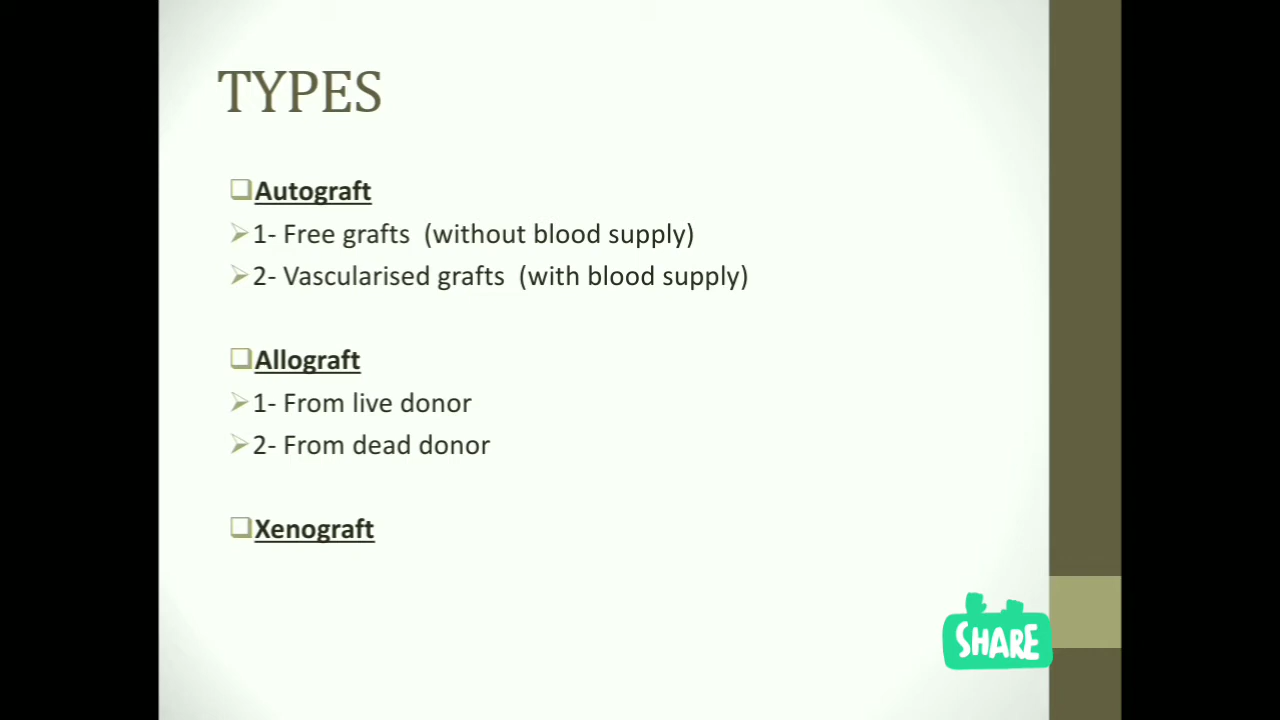 TYPES
Autograft
1- Free grafts (without blood supply)
2- Vascularised grafts (with blood supply)
Allograft
1- From live donor
2- From dead donor
Xenograft
SHARE